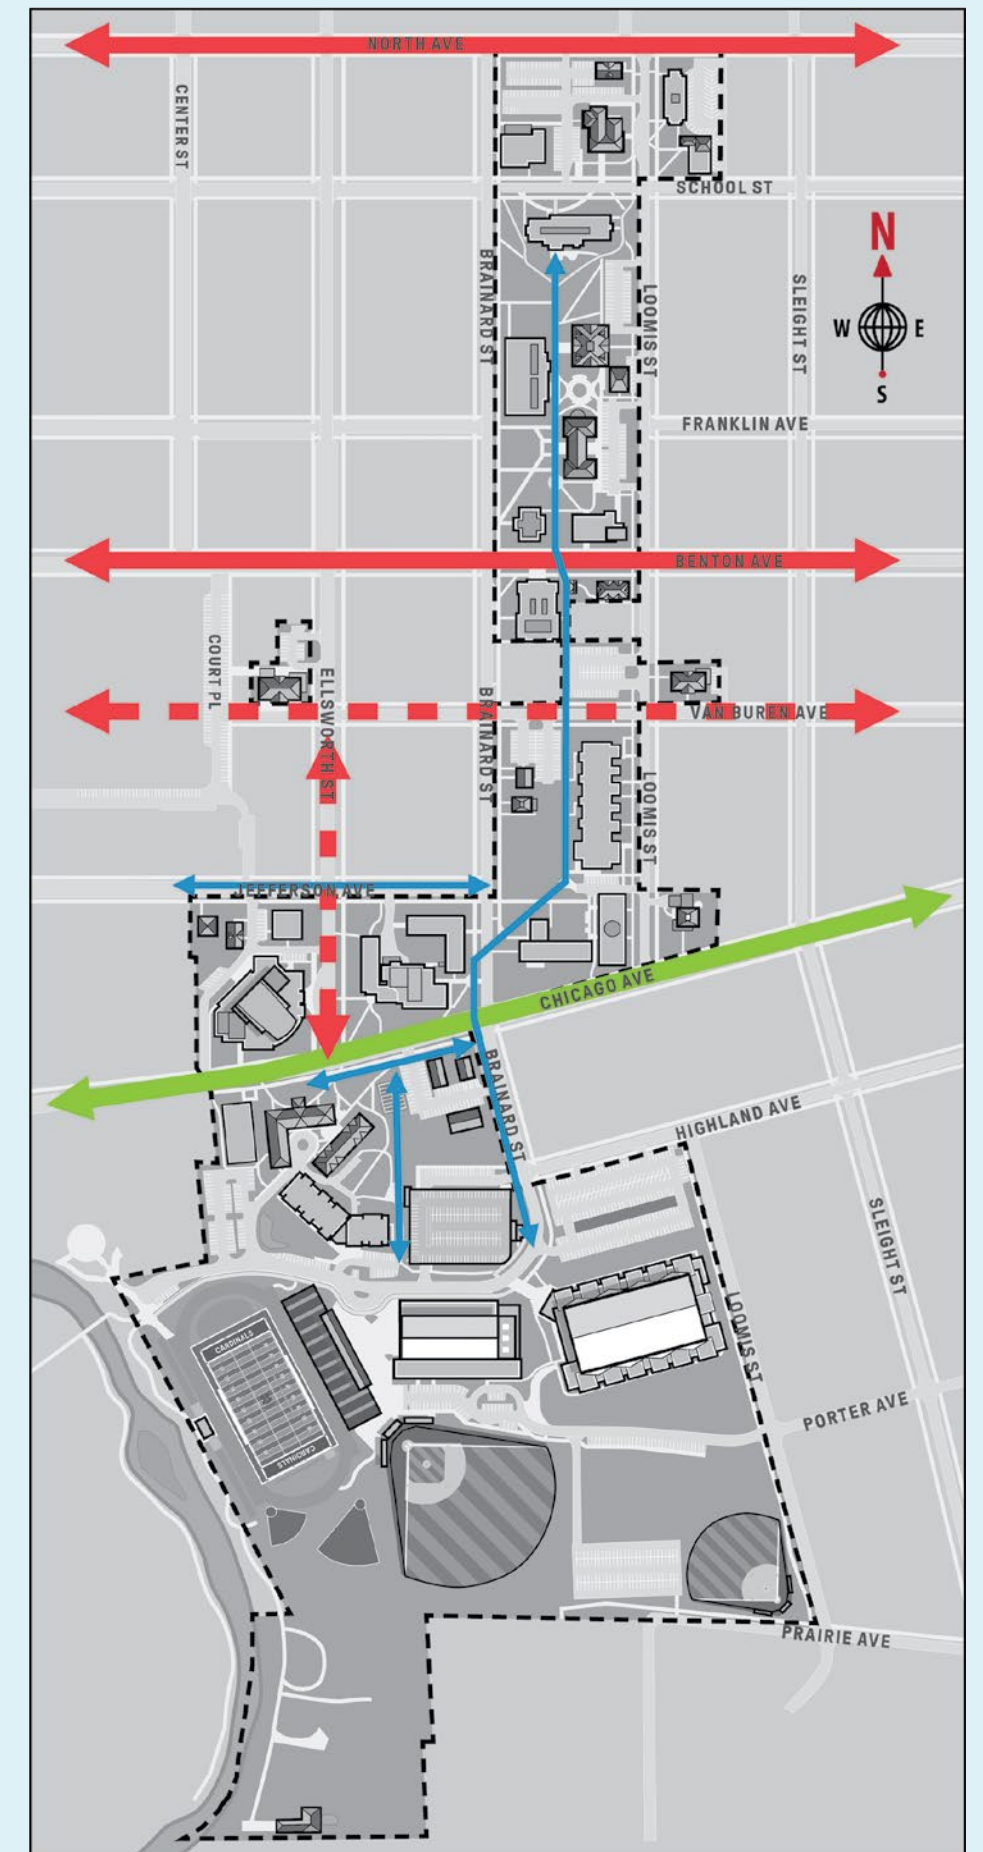 NORTH AVE
CENTER ST
SCHOOL ST
N
BRAINARD ST
LOOMIS ST
SLEIGHT ST
W
E
S
FRANKLIN AVE
BENTON AVE
COURT PL
ELLSWORTH ST
BRAINARD ST
VAN BUREN AVE
LOOMIS ST
JEFFERSON AVE
CHICAGO AVE
BRAINARD ST
HIGHLAND AVE
SLEIGHT ST
LOOMIS ST
CARDINALS
PORTER AVE
CARDINALS
PRAIRIE AVE